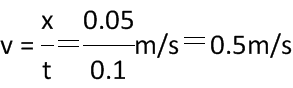 v = x/t = 0.05/0.1 m/s = 0.5m/s